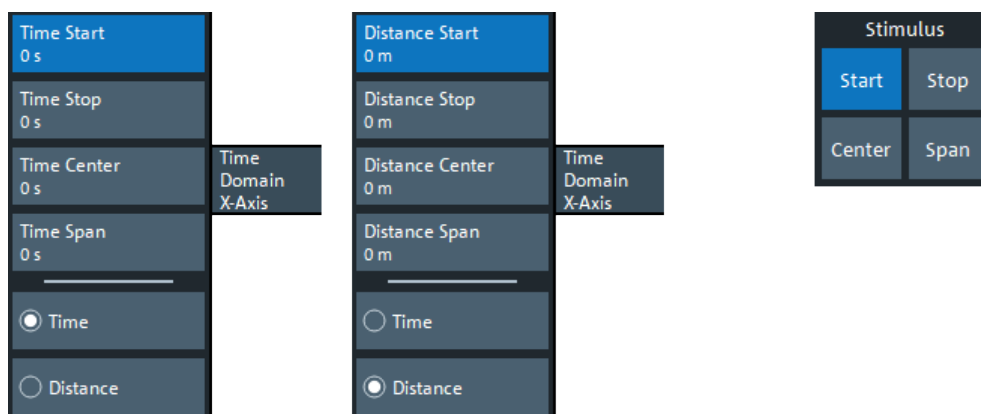 Time Start
0 s
Time Stop
0 s
Time Center
0 s
Time Span
0 s
Time
Distance
Time
Domain
X-Axis
Distance Start
0 m
Distance Stop
0 m
Distance Center
0 m
Distance Span
0 m
Time
Distance
Time
Domain
X-Axis
Stimulus
Start Stop
Center Span